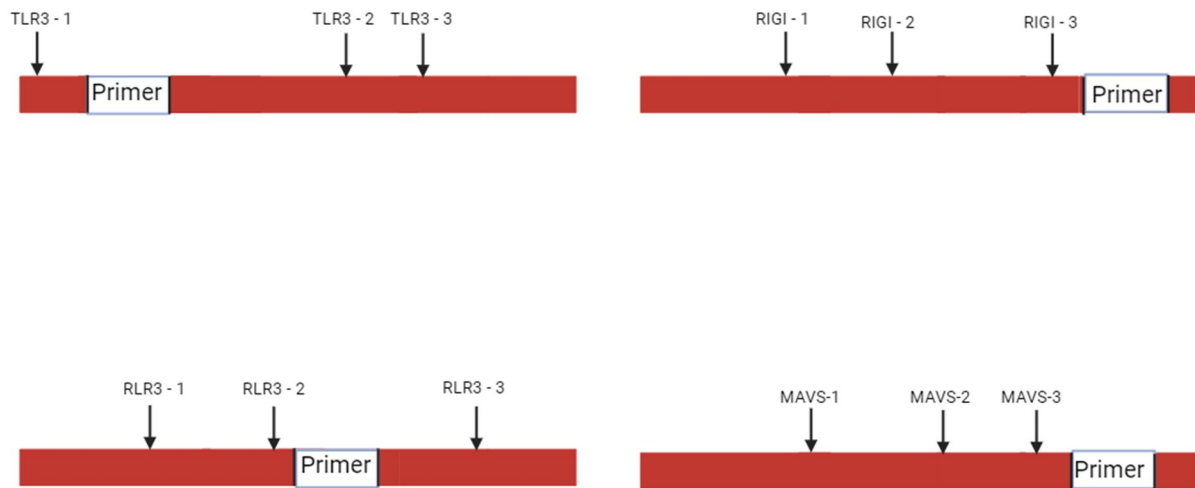 TLR3 - 1
TLR3 - 2
TLR3 - 3
Primer
RIGI - 1
RIGI - 2
RIGI - 3
Primer
RLR3 - 1
RLR3 - 2
RLR3 - 3
Primer
MAVS-1
MAVS-2
MAVS-3
Primer